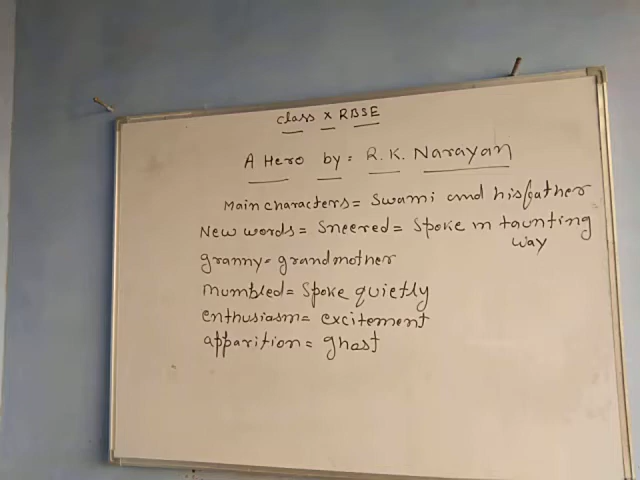 class x RBSE
A Hero by: R.K. Narayan
Main characters = Swami and his father
New words = Sneered = Spoke in taunting
way
granny = grandmother
mumbled = Spoke quietly
enthusiasm = excitement
apparition = ghost